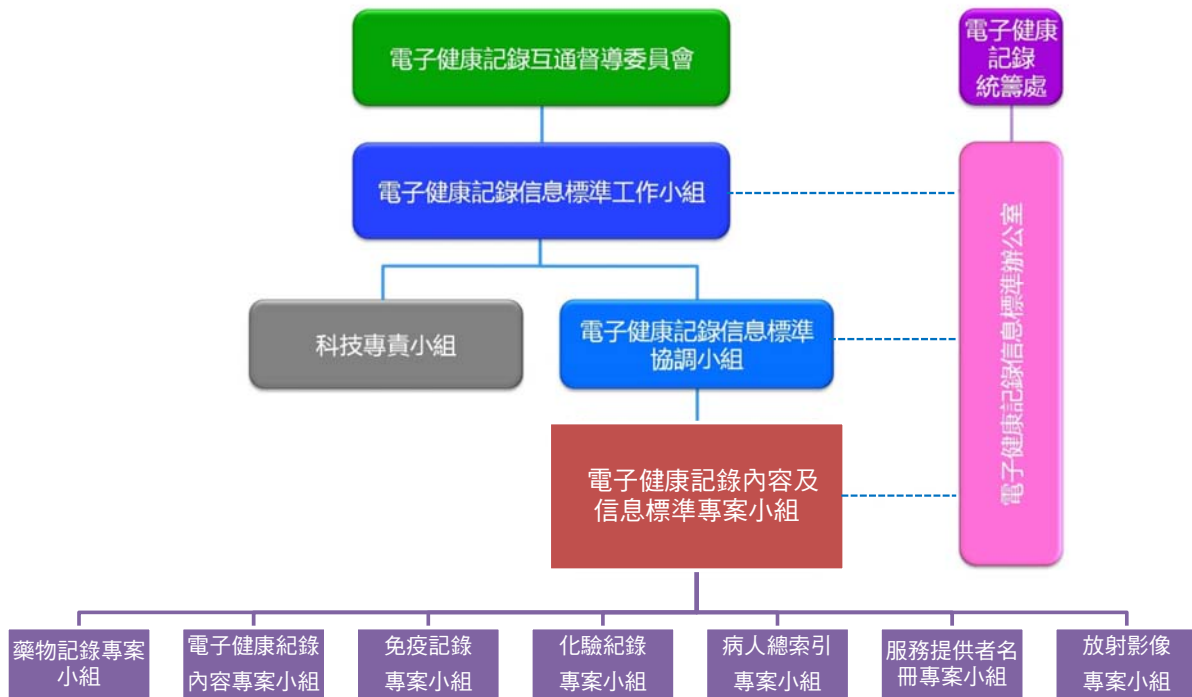 電子健康記錄互通督導委員會
電子健康
記錄
統籌處
電子健康記錄信息標準工作小組
電子健康記錄信息標準辦公室
科技專責小組
電子健康記錄信息標準
協調小組
電子健康記錄內容及
信息標準專案小組
藥物記錄專案
小組
電子健康紀錄
內容專案小組
免疫記錄
專案小組
化驗紀錄
專案小組
病人總索引
專案小組
服務提供者名
冊專案小組
放射影像
專案小組